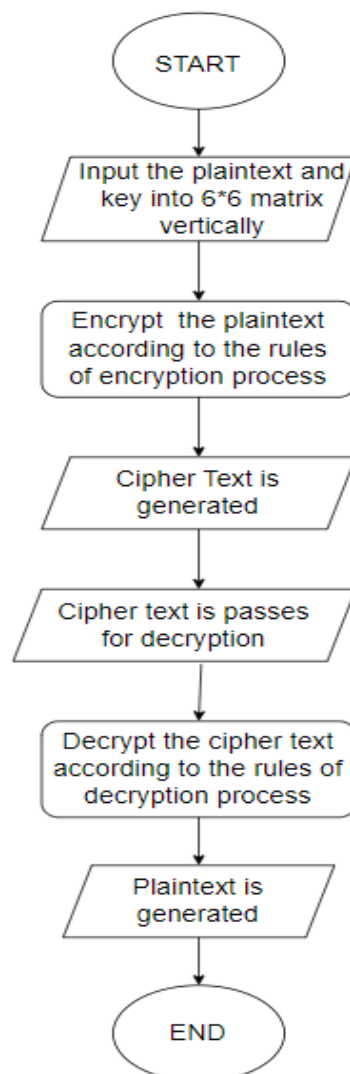 START
Input the plaintext and
key into 6*6 matrix
vertically
Encrypt the plaintext
according to the rules
of encryption process
Cipher Text is
generated
Cipher text is passes
for decryption
Decrypt the cipher text
according to the rules of
decryption process
Plaintext is
generated
END